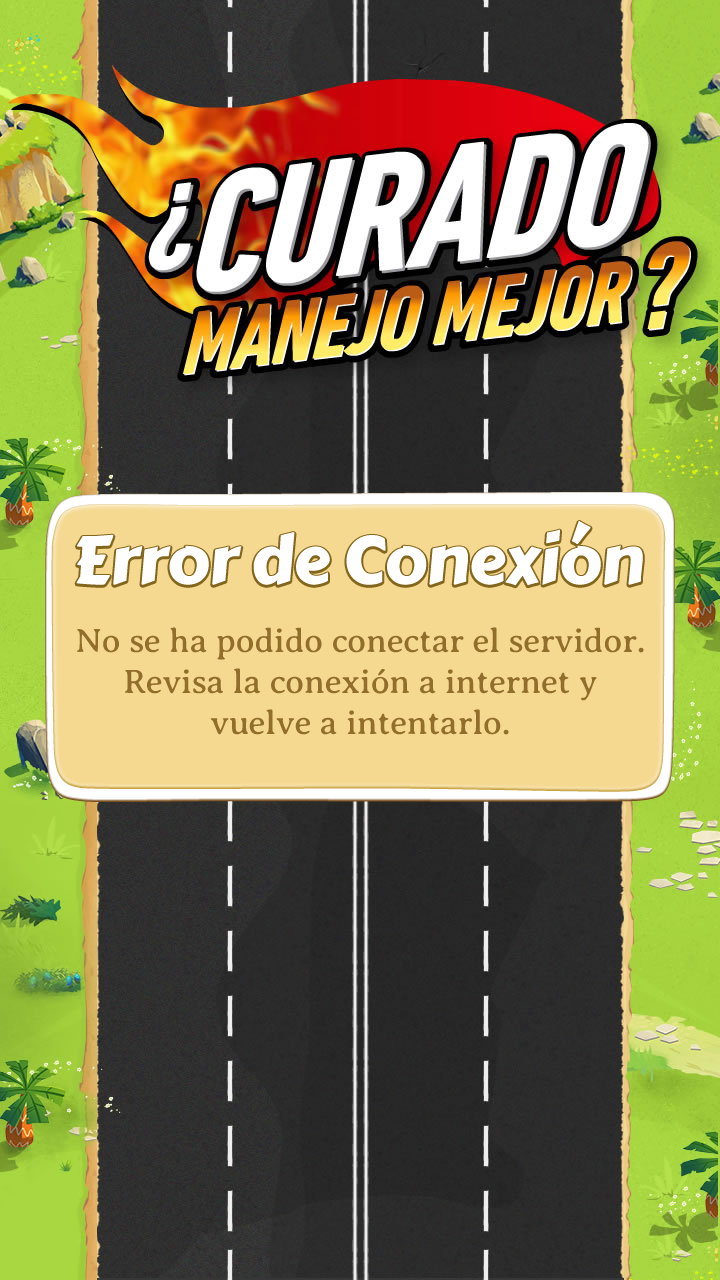 ¿CURADO
MANEJO MEJOR?
Error de Conexión
No se ha podido conectar el servidor.
Revisa la conexión a internet y
vuelve a intentarlo.